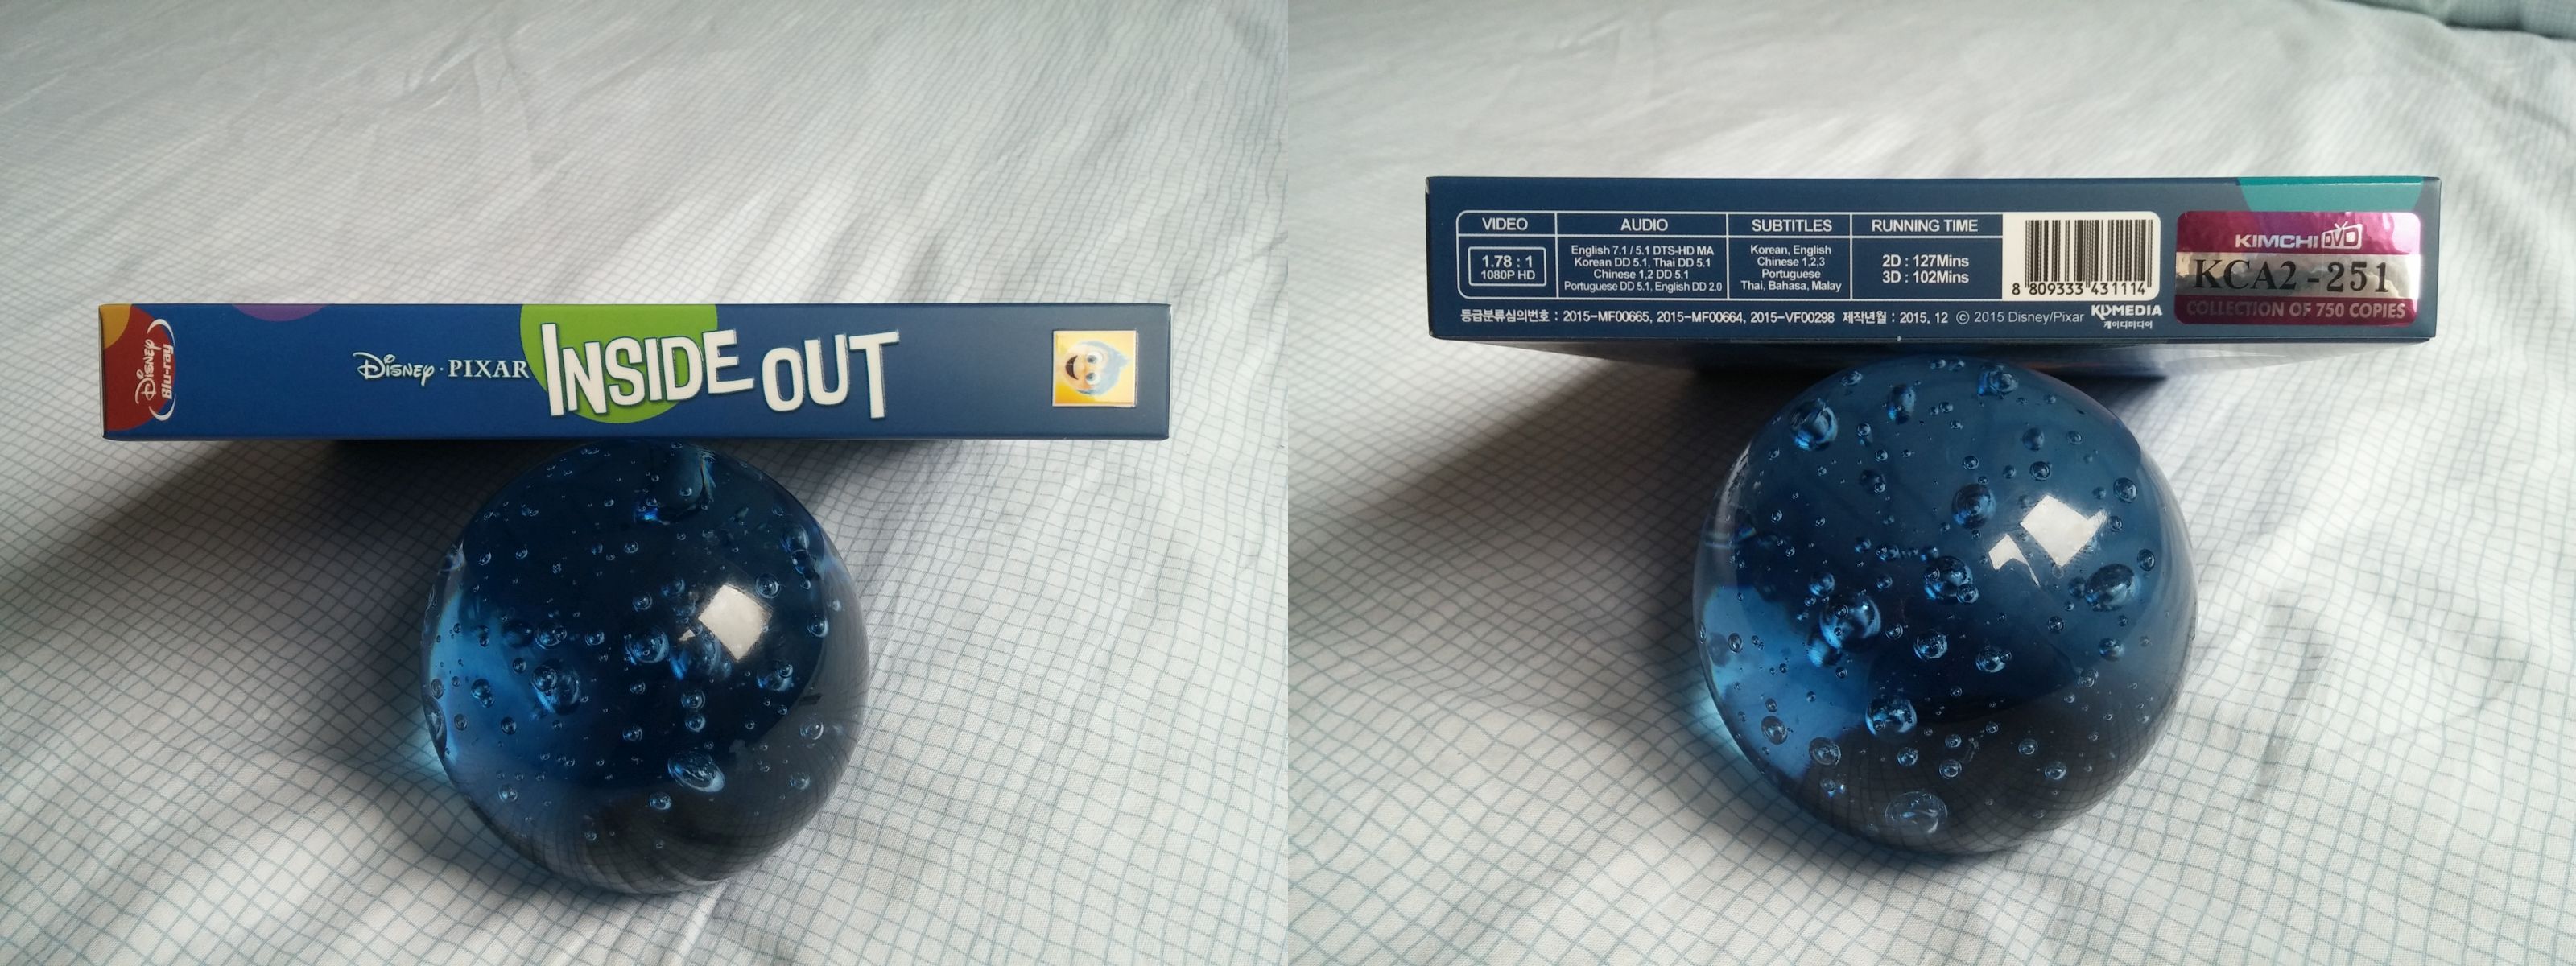 Disney
Blu-ray
Disney · PIXAR INSIDE OUT
VIDEO
1.78 : 1
1080P HD
AUDIO
English 7.1 / 5.1 DTS-HD MA
Korean DD 5.1, Thai DD 5.1
Chinese 1,2 DD 5.1
Portuguese DD 5.1, English DD 2.0
SUBTITLES
Korean, English
Chinese 1,2,3
Portuguese
Thai, Bahasa, Malay
RUNNING TIME
2D : 127Mins
3D : 102Mins
8 809333 431114
등급분류심의번호 : 2015-MF00665, 2015-MF00664, 2015-VF00298 제작년월 : 2015. 12 © 2015 Disney/Pixar
KDMEDIA
케이디미디어
KIMCHI DVD
KCA2-251
COLLECTION OF 750 COPIES